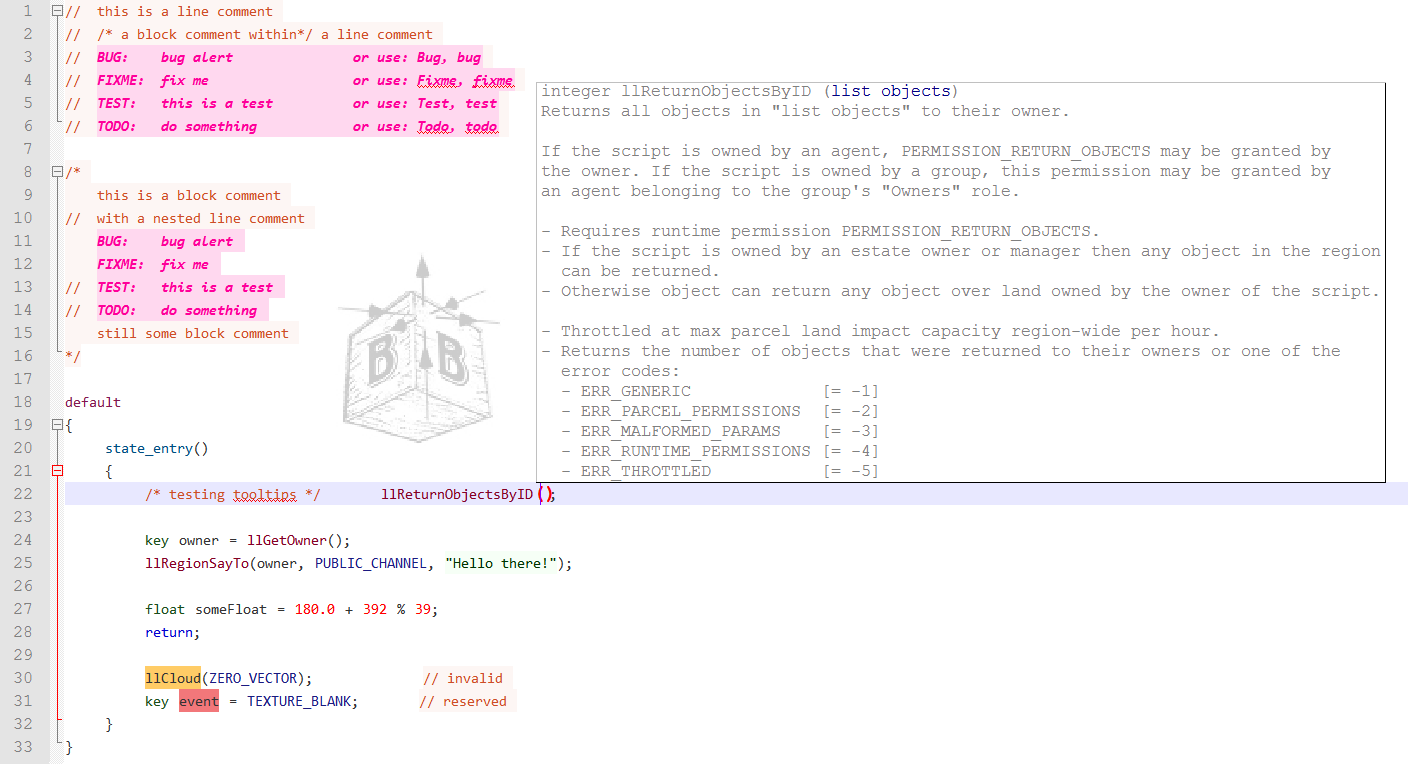 1 // this is a line comment
2 // /* a block comment within*/ a line comment
3 // BUG: bug alert or use: Bug, bug
4 // FIXME: fix me or use: Fixme, fixme
5 // TEST: this is a test or use: Test, test
6 // TODO: do something or use: Todo, todo
7
8 /*
9 this is a block comment
10 // with a nested line comment
11 BUG: bug alert
12 FIXME: fix me
13 // TEST: this is a test
14 // TODO: do something
15 still some block comment
16 */
17
18 default
19 {
20 state_entry()
21 {
22 /* testing tooltips */ llReturnObjectsByID();
23
24 key owner = llGetOwner();
25 llRegionSayTo(owner, PUBLIC_CHANNEL, "Hello there!");
26
27 float someFloat = 180.0 + 392 % 39;
28 return;
29
30 llCloud(ZERO_VECTOR); // invalid
31 key event = TEXTURE_BLANK; // reserved
32 }
33 }
integer llReturnObjectsByID (list objects)
Returns all objects in "list objects" to their owner.
If the script is owned by an agent, PERMISSION_RETURN_OBJECTS may be granted by
the owner. If the script is owned by a group, this permission may be granted by
an agent belonging to the group's "Owners" role.
- Requires runtime permission PERMISSION_RETURN_OBJECTS.
- If the script is owned by an estate owner or manager then any object in the region
can be returned.
- Otherwise object can return any object over land owned by the owner of the script.
- Throttled at max parcel land impact capacity region-wide per hour.
- Returns the number of objects that were returned to their owners or one of the
error codes:
- ERR_GENERIC [= -1]
- ERR_PARCEL_PERMISSIONS [= -2]
- ERR_MALFORMED_PARAMS [= -3]
- ERR_RUNTIME_PERMISSIONS [= -4]
- ERR_THROTTLED [= -5]
B B